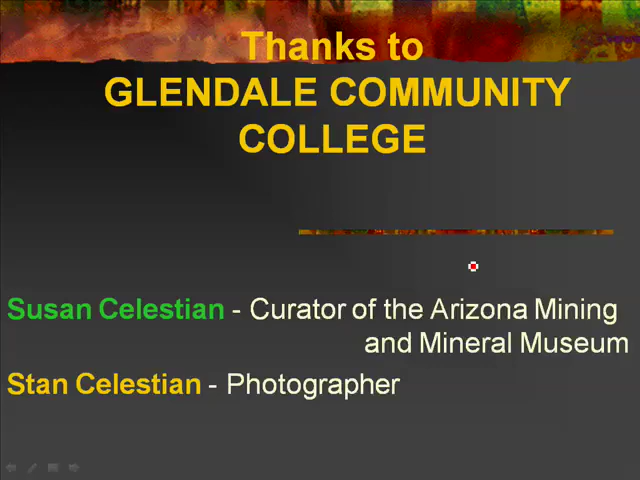 Thanks to
GLENDALE COMMUNITY
COLLEGE
Susan Celestian - Curator of the Arizona Mining
and Mineral Museum
Stan Celestian - Photographer